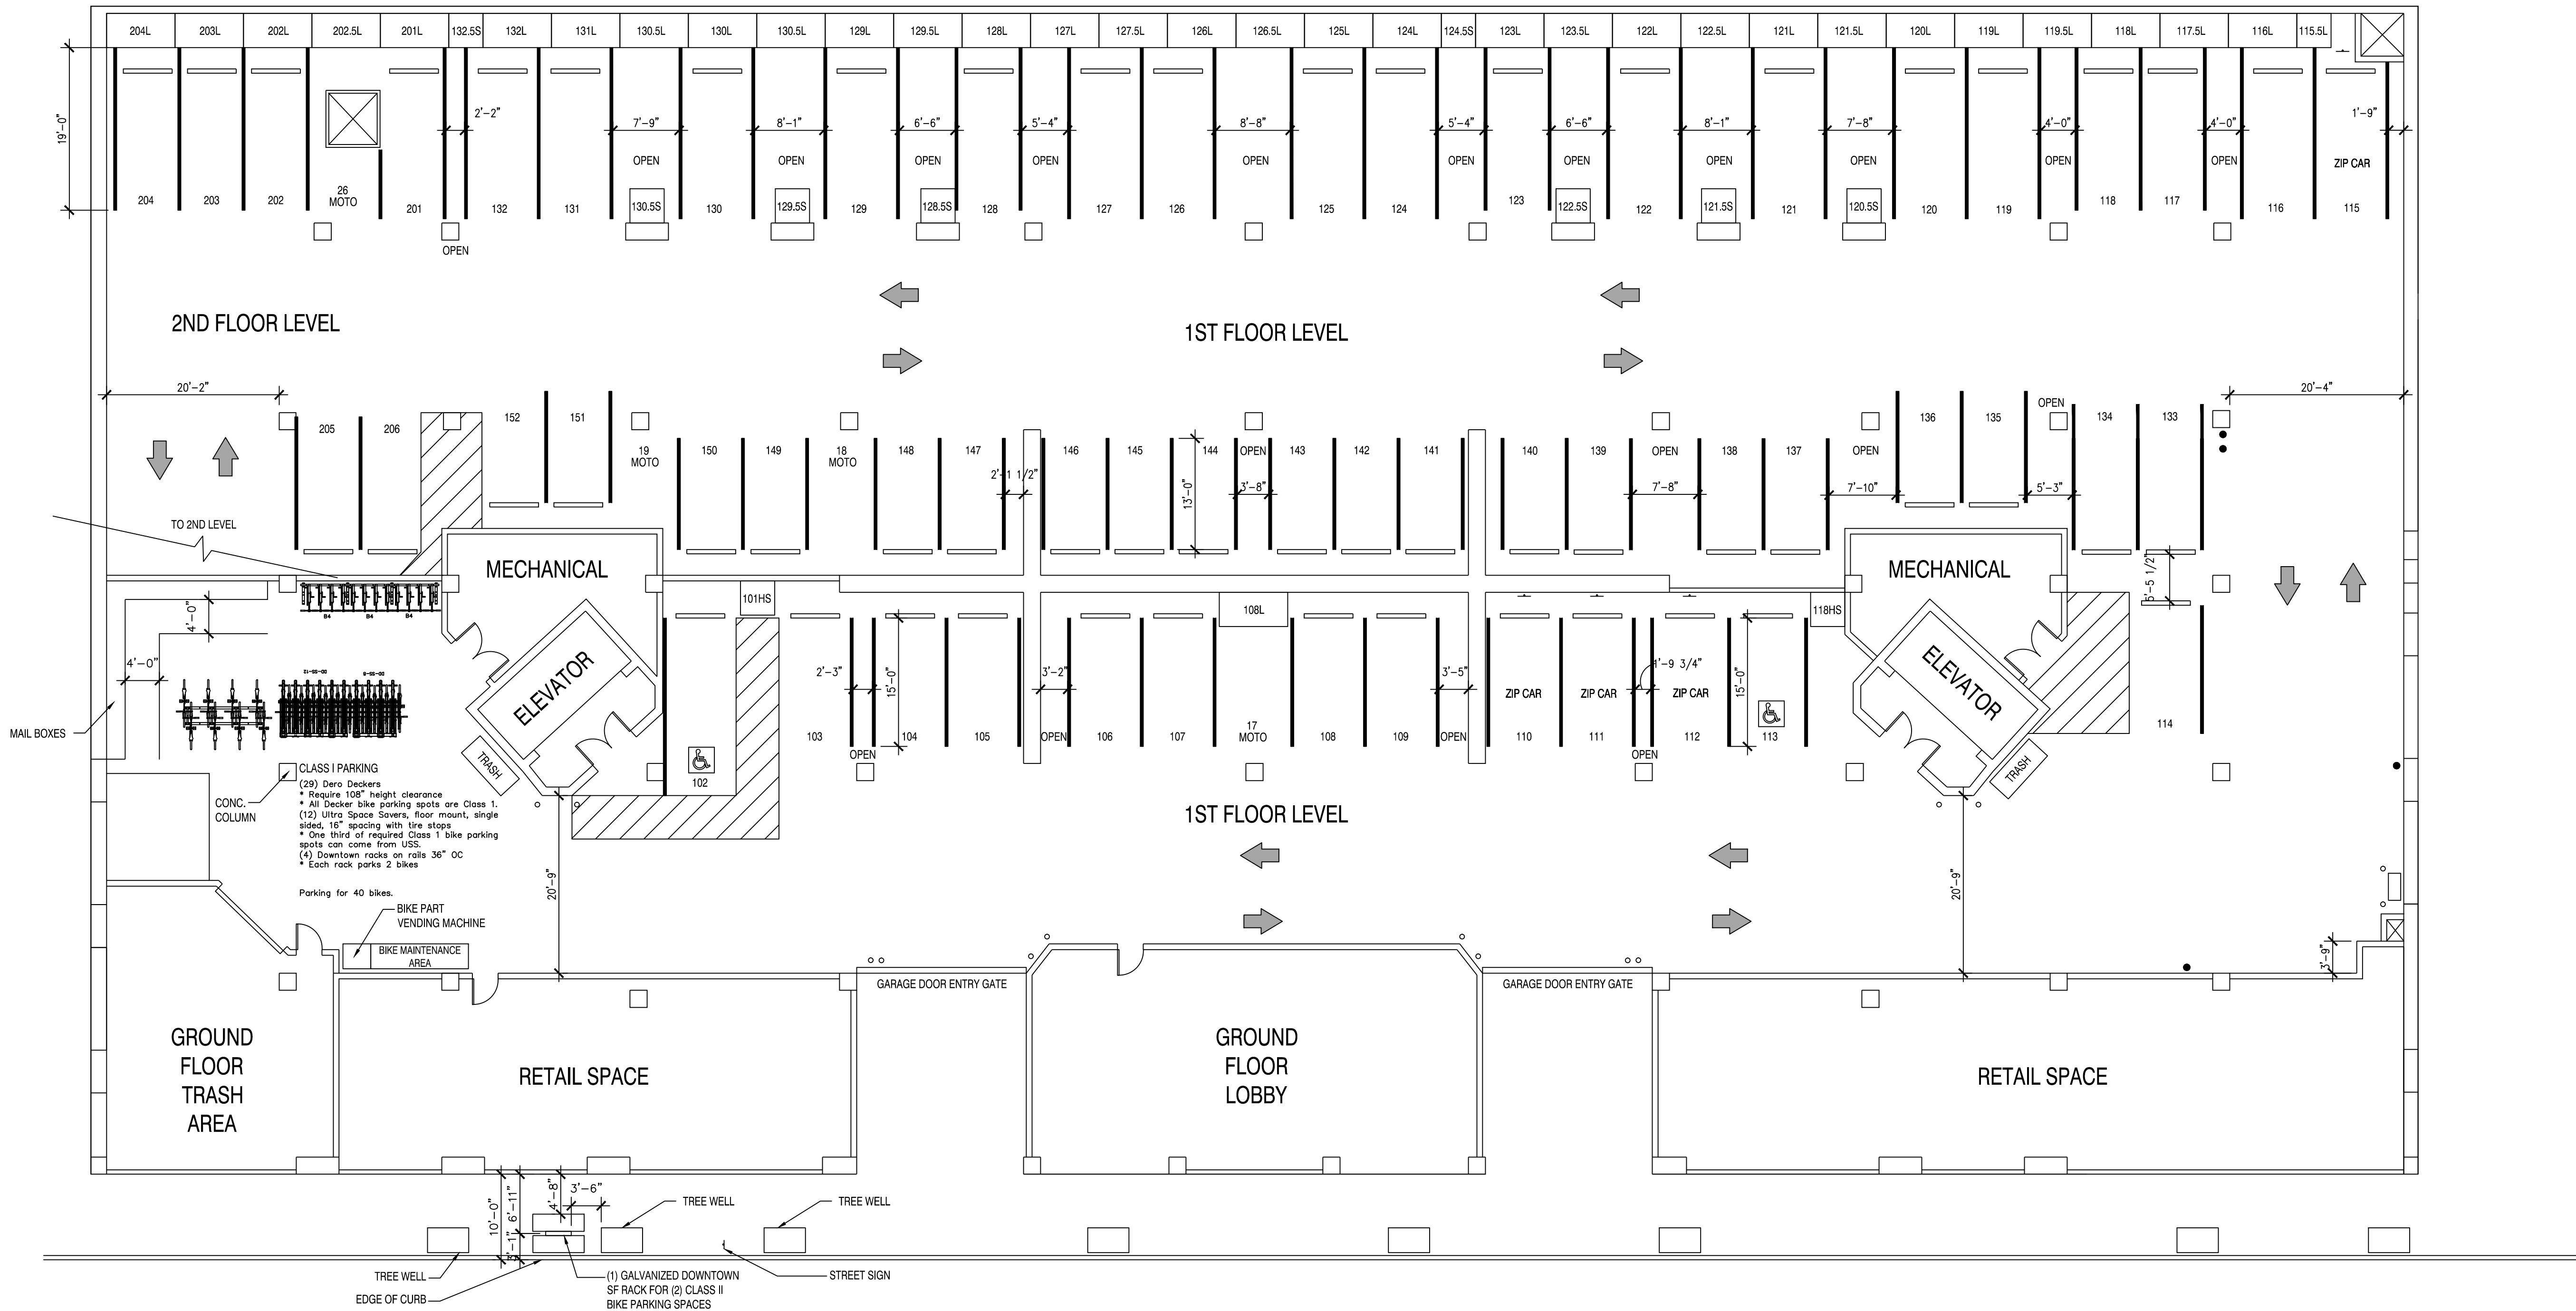 204L 203L 202L 202.5L 201L 132.5S 132L 131L 130.5L 130L 130.5L 129L 129.5L 128L 127L 127.5L 126L 126.5L 125L 124L 124.5S 123L 123.5L 122L 122.5L 121L 121.5L 120L 119L 119.5L 118L 117.5L 116L 115.5L
19'-0"
2'-2" 7'-9" 8'-1" 6'-6" 5'-4" 8'-8" 5'-4" 6'-6" 8'-1" 7'-8" 4'-0" 4'-0" 1'-9"
OPEN OPEN OPEN OPEN OPEN OPEN OPEN OPEN OPEN OPEN OPEN ZIP CAR
204 203 202 26 MOTO 201 132 131 130.5S 130 129.5S 129 128.5S 128 127 126 125 124 123 122.5S 122 121.5S 121 120.5S 120 119 118 117 116 115
OPEN
2ND FLOOR LEVEL
1ST FLOOR LEVEL
20'-2"
20'-4"
205 206 152 151 136 135 OPEN 134 133
19 MOTO 150 149 18 MOTO 148 147 146 145 144 OPEN 143 142 141 140 139 OPEN 138 137 OPEN
2'-1 1/2" 13'-0" 3'-8" 7'-8" 7'-10" 5'-3"
TO 2ND LEVEL
MECHANICAL
MECHANICAL
5'-5 1/2"
4'-0"
B4 B4 B4
101HS
108L
118HS
4'-0"
DD-SS-12 DD-SS-6
ELEVATOR
ELEVATOR
2'-3" 15'-0" 3'-2" 3'-5" 1'-9 3/4" 15'-0"
ZIP CAR ZIP CAR ZIP CAR
MAIL BOXES
103 104 105 OPEN 106 107 17 MOTO 108 109 OPEN 110 111 112 113 114
OPEN
OPEN
TRASH
TRASH
102
CLASS I PARKING
(29) Dero Deckers
* Require 108" height clearance
* All Decker bike parking spots are Class 1.
(12) Ultra Space Savers, floor mount, single
sided, 16" spacing with tire stops
* One third of required Class 1 bike parking
spots can come from USS.
(4) Downtown racks on rails 36" OC
* Each rack parks 2 bikes
Parking for 40 bikes.
CONC.
COLUMN
1ST FLOOR LEVEL
20'-9"
20'-9"
BIKE PART
VENDING MACHINE
BIKE MAINTENANCE
AREA
3'-9"
GARAGE DOOR ENTRY GATE
GARAGE DOOR ENTRY GATE
GROUND
FLOOR
TRASH
AREA
RETAIL SPACE
GROUND
FLOOR
LOBBY
RETAIL SPACE
10'-0" 6'-11" 4'-8" 3'-6"
3'-1"
TREE WELL
TREE WELL
TREE WELL
EDGE OF CURB
(1) GALVANIZED DOWNTOWN
SF RACK FOR (2) CLASS II
BIKE PARKING SPACES
STREET SIGN